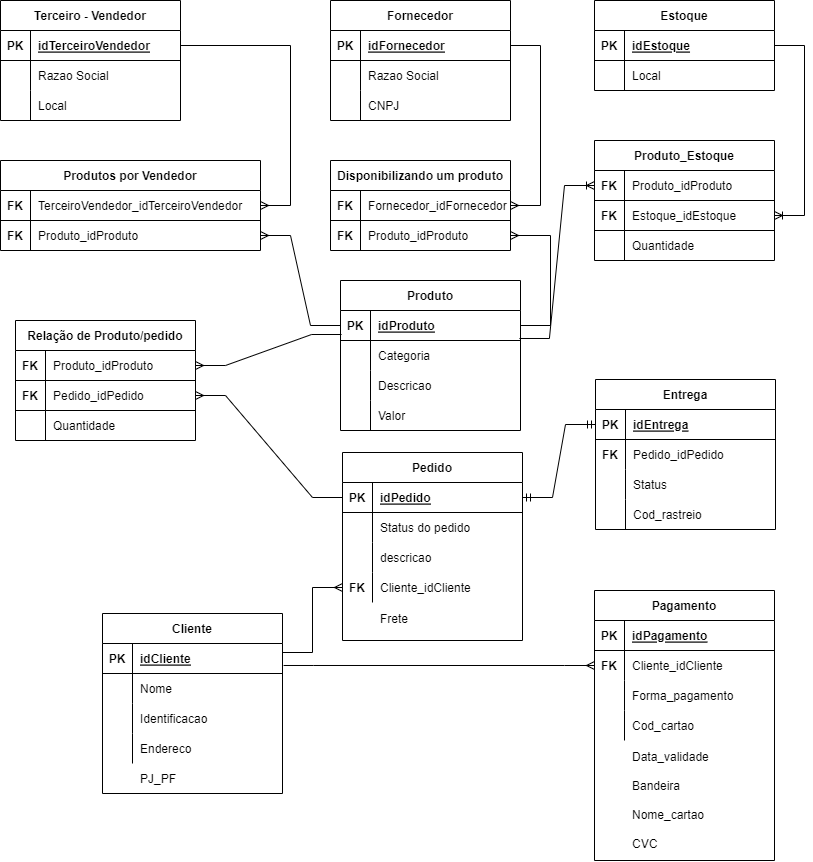 Terceiro - Vendedor
PK idTerceiroVendedor
Razao Social
Local
Fornecedor
PK idFornecedor
Razao Social
CNPJ
Estoque
PK idEstoque
Local
Produtos por Vendedor
FK TerceiroVendedor_idTerceiroVendedor
FK Produto_idProduto
Disponibilizando um produto
FK Fornecedor_idFornecedor
FK Produto_idProduto
Produto_Estoque
FK Produto_idProduto
FK Estoque_idEstoque
Quantidade
Produto
PK idProduto
Categoria
Descricao
Valor
Relação de Produto/pedido
FK Produto_idProduto
FK Pedido_idPedido
Quantidade
Entrega
PK idEntrega
FK Pedido_idPedido
Status
Cod_rastreio
Pedido
PK idPedido
Status do pedido
descricao
FK Cliente_idCliente
Frete
Cliente
PK idCliente
Nome
Identificacao
Endereco
PJ_PF
Pagamento
PK idPagamento
FK Cliente_idCliente
Forma_pagamento
Cod_cartao
Data_validade
Bandeira
Nome_cartao
CVC